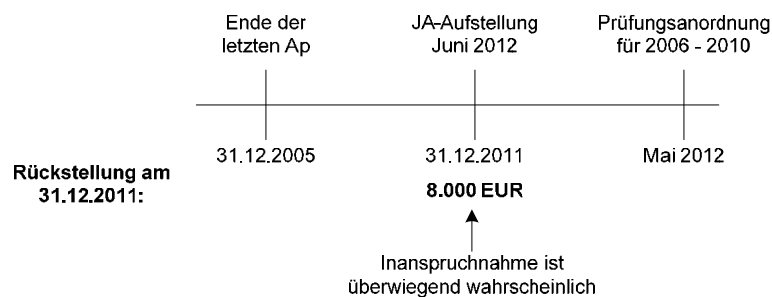 Ende der
letzten Ap
JA-Aufstellung
Juni 2012
Prüfungsanordnung
für 2006 - 2010
31.12.2005
31.12.2011
Mai 2012
Rückstellung am
31.12.2011:
8.000 EUR
Inanspruchnahme ist
überwiegend wahrscheinlich